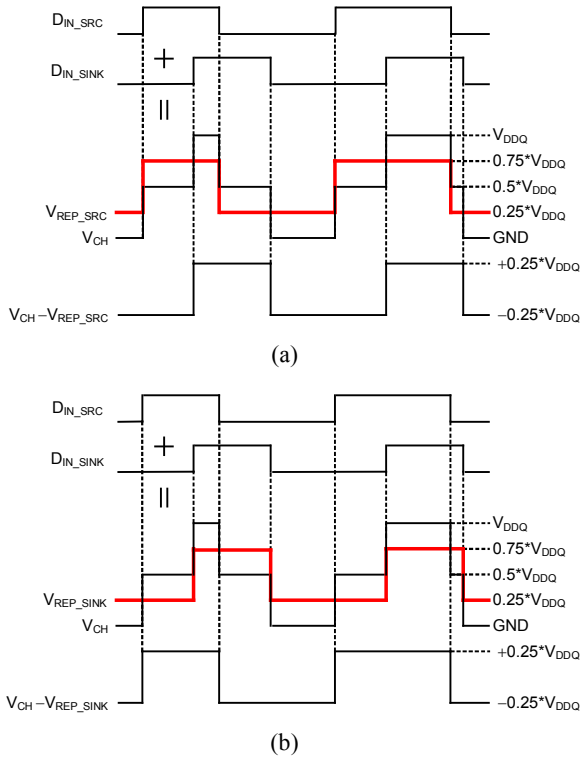 D_IN_SRC
+
D_IN_SINK
=
V_DDQ
0.75*V_DDQ
0.5*V_DDQ
V_REP_SRC 0.25*V_DDQ
V_CH GND
+0.25*V_DDQ
V_CH−V_REP_SRC −0.25*V_DDQ
(a)
D_IN_SRC
+
D_IN_SINK
=
V_DDQ
0.75*V_DDQ
0.5*V_DDQ
V_REP_SINK 0.25*V_DDQ
V_CH GND
+0.25*V_DDQ
V_CH−V_REP_SINK −0.25*V_DDQ
(b)